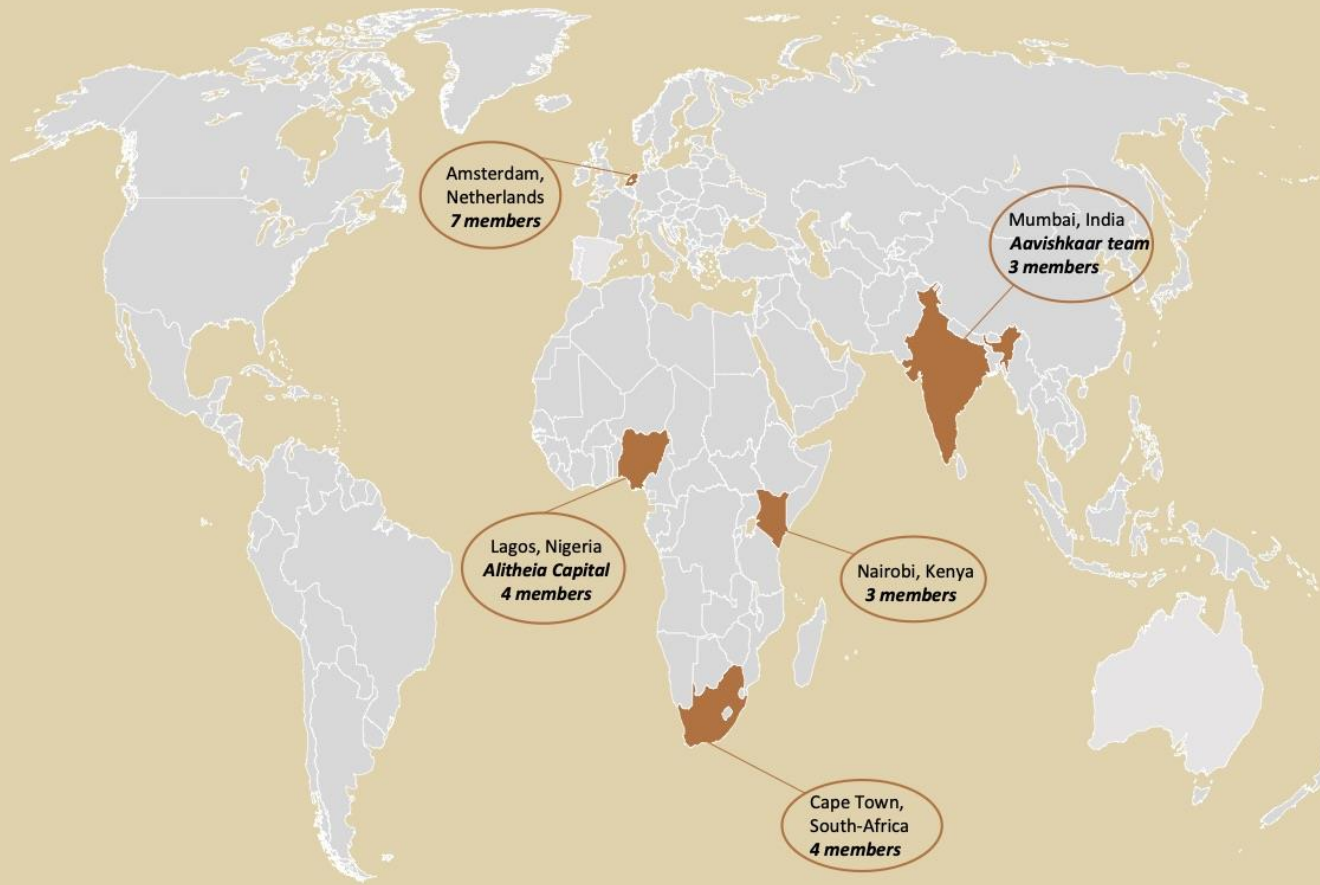 Amsterdam,
Netherlands
7 members
Mumbai, India
Aavishkaar team
3 members
Lagos, Nigeria
Alitheia Capital
4 members
Nairobi, Kenya
3 members
Cape Town,
South-Africa
4 members